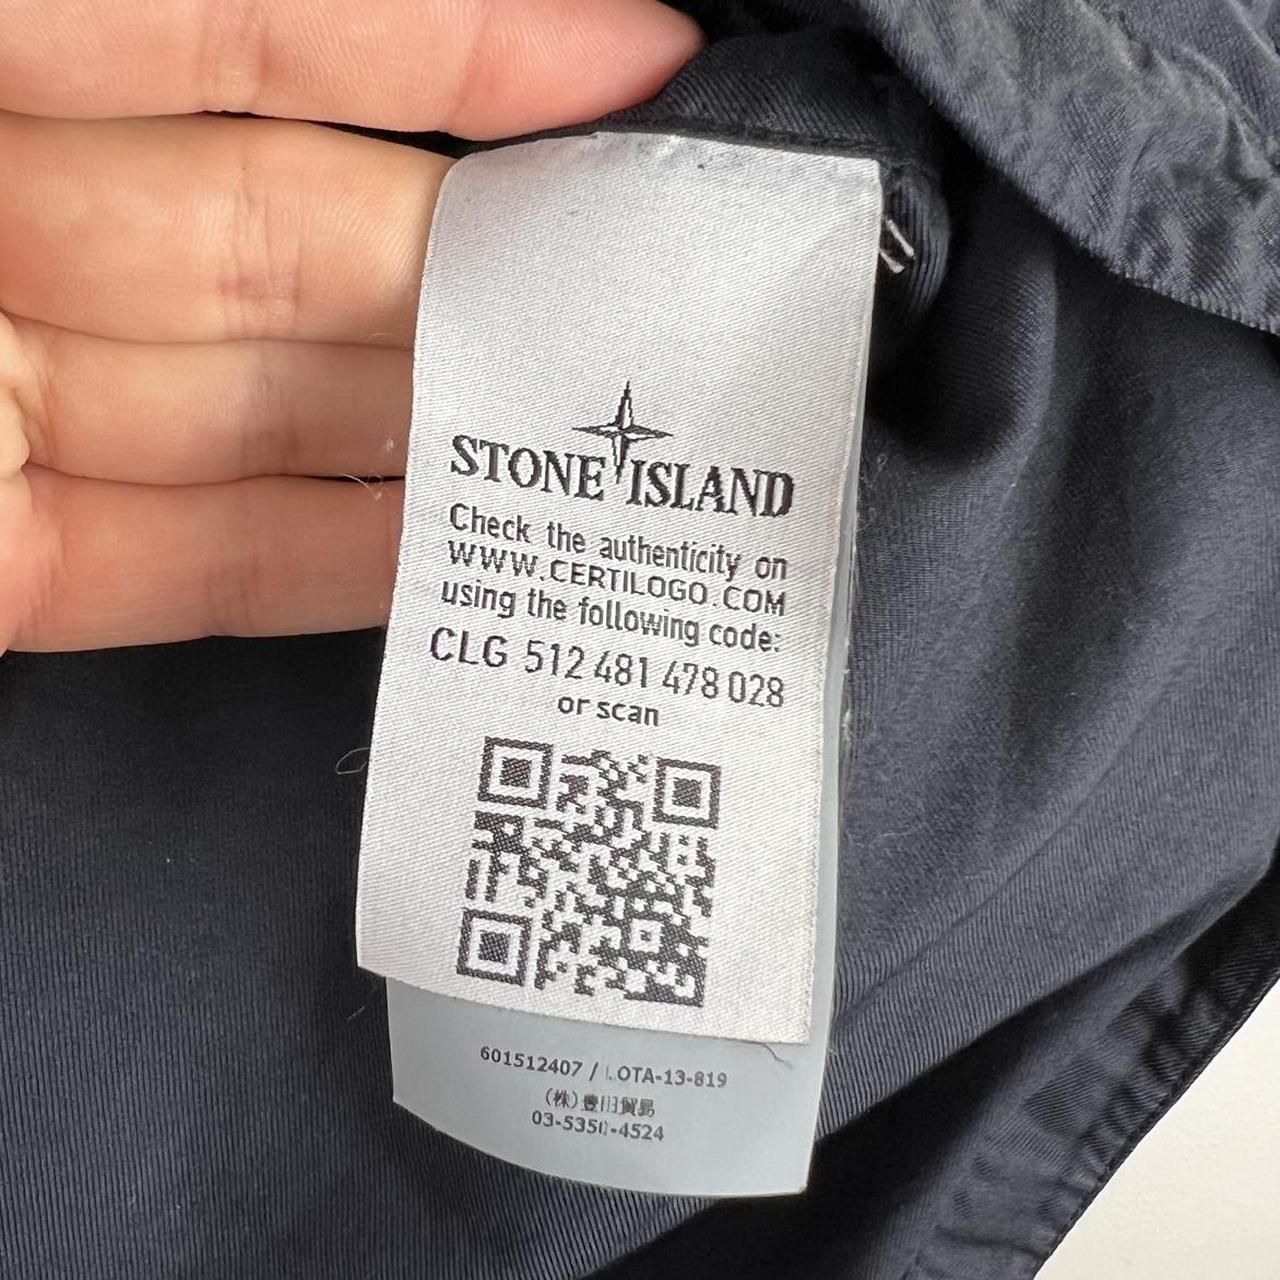 STONE ISLAND
Check the authenticity on
WWW.CERTILOGO.COM
using the following code:
CLG 512 481 478 028
or scan
601512407 / LOTA-13-819
(株)豊田貿易
03-5350-4524